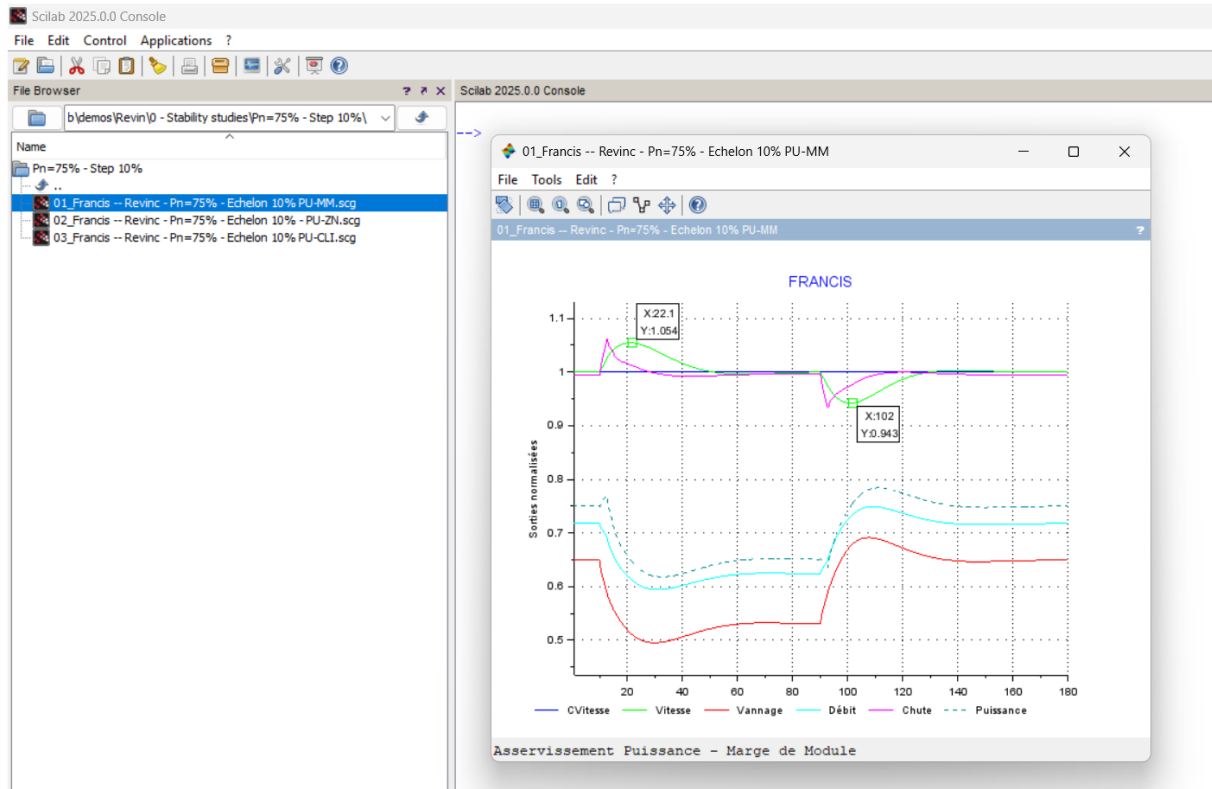 Scilab 2025.0.0 Console
File Edit Control Applications ?
File Browser
Scilab 2025.0.0 Console
b\demos\Revin\0 - Stability studies\Pn=75% - Step 10%\
-->
Name
Pn=75% - Step 10%
..
01_Francis -- Revinc - Pn=75% - Echelon 10% PU-MM.scg
02_Francis -- Revinc - Pn=75% - Echelon 10% - PU-ZN.scg
03_Francis -- Revinc - Pn=75% - Echelon 10% PU-CLI.scg
01_Francis -- Revinc - Pn=75% - Echelon 10% PU-MM
File Tools Edit ?
01_Francis -- Revinc - Pn=75% - Echelon 10% PU-MM
?
FRANCIS
X:22.1
Y:1.054
X:102
Y:0.943
1.1
1
0.9
0.8
0.7
0.6
0.5
Sorties normalisées
20 40 60 80 100 120 140 160 180
CVitesse Vitesse Vannage Débit Chute Puissance
Asservissement Puissance - Marge de Module